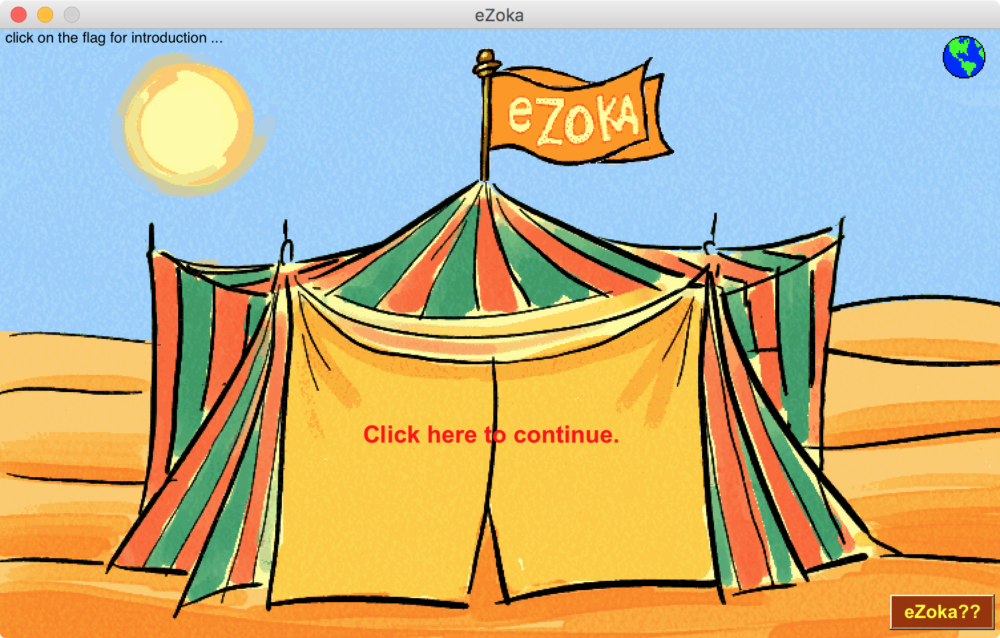 eZoka
click on the flag for introduction ...
eZOKA
Click here to continue.
eZoka??